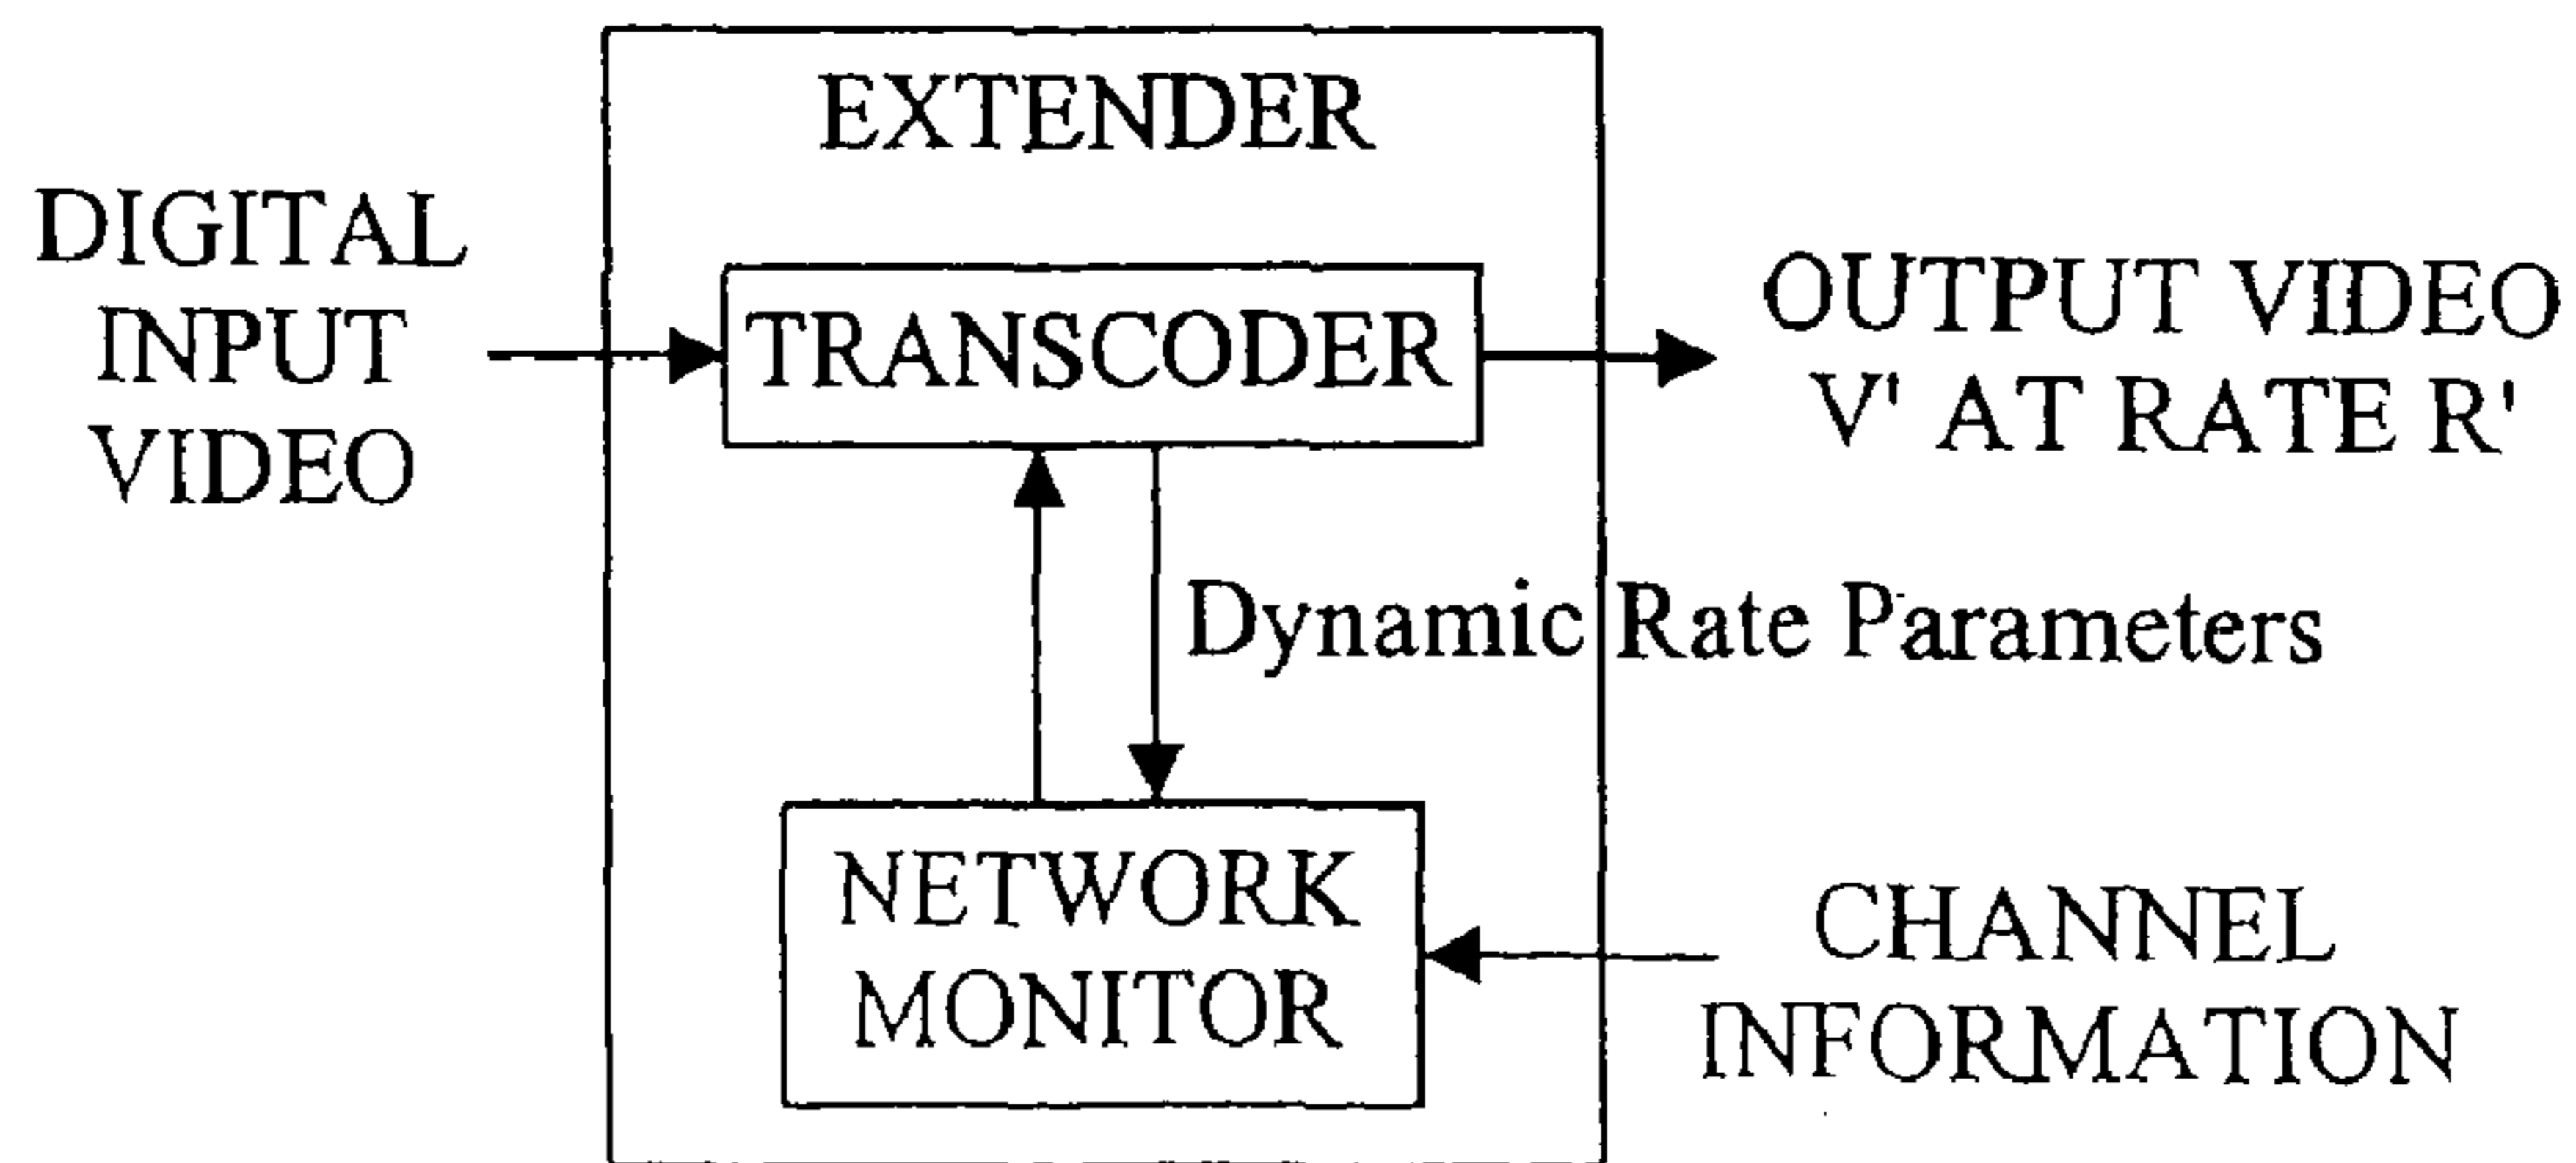 EXTENDER
DIGITAL
INPUT
VIDEO
TRANSCODER
OUTPUT VIDEO
V' AT RATE R'
Dynamic Rate Parameters
NETWORK
MONITOR
CHANNEL
INFORMATION